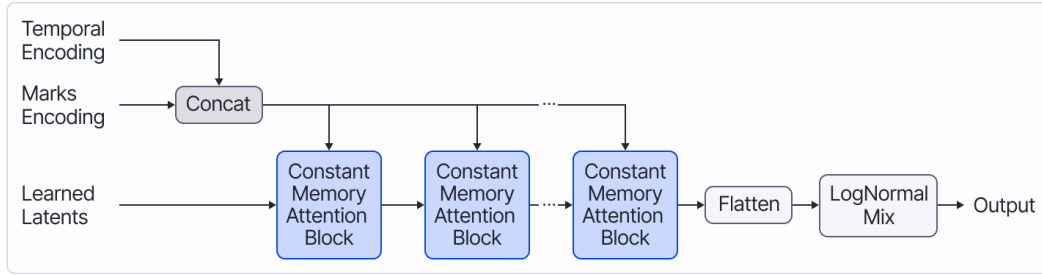 Temporal
Encoding
Marks
Encoding
Concat
...
Learned
Latents
Constant
Memory
Attention
Block
Constant
Memory
Attention
Block
...
Constant
Memory
Attention
Block
Flatten
LogNormal
Mix
Output